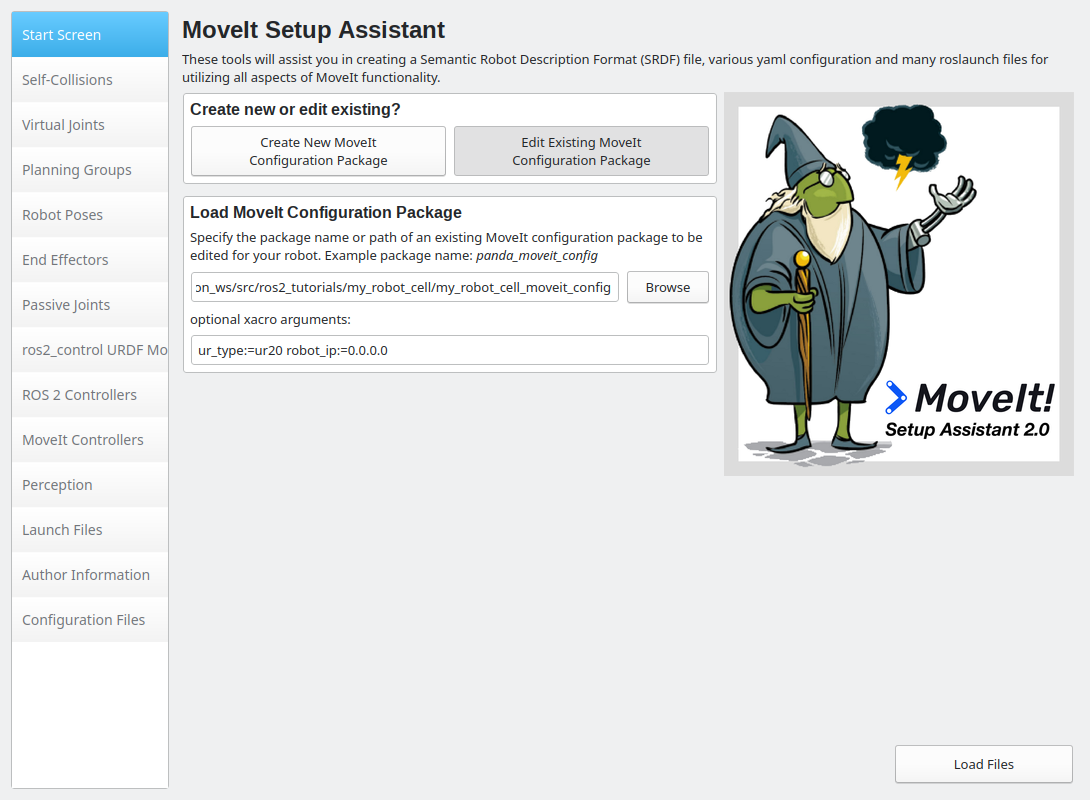 Start Screen
Self-Collisions
Virtual Joints
Planning Groups
Robot Poses
End Effectors
Passive Joints
ros2_control URDF Mo
ROS 2 Controllers
MoveIt Controllers
Perception
Launch Files
Author Information
Configuration Files
MoveIt Setup Assistant
These tools will assist you in creating a Semantic Robot Description Format (SRDF) file, various yaml configuration and many roslaunch files for
utilizing all aspects of MoveIt functionality.
Create new or edit existing?
Create New MoveIt
Configuration Package
Edit Existing MoveIt
Configuration Package
Load MoveIt Configuration Package
Specify the package name or path of an existing MoveIt configuration package to be
edited for your robot. Example package name: panda_moveit_config
on_ws/src/ros2_tutorials/my_robot_cell/my_robot_cell_moveit_config
Browse
optional xacro arguments:
ur_type:=ur20 robot_ip:=0.0.0.0
MoveIt!
Setup Assistant 2.0
Load Files